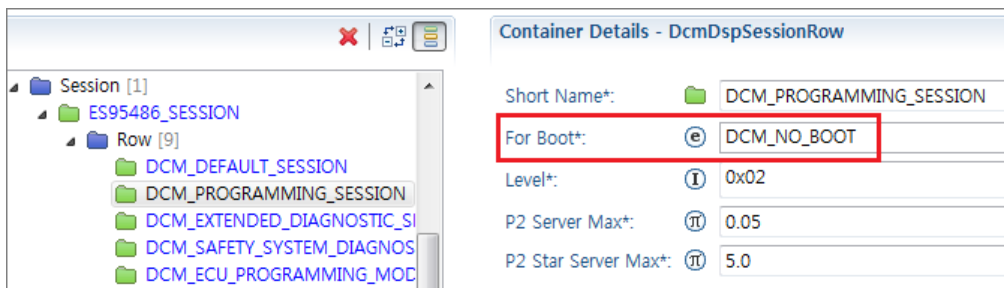 Session [1]
ES95486_SESSION
Row [9]
DCM_DEFAULT_SESSION
DCM_PROGRAMMING_SESSION
DCM_EXTENDED_DIAGNOSTIC_SI
DCM_SAFETY_SYSTEM_DIAGNOS
DCM_ECU_PROGRAMMING_MOD
Container Details - DcmDspSessionRow
Short Name*: DCM_PROGRAMMING_SESSION
For Boot*: e DCM_NO_BOOT
Level*: I 0x02
P2 Server Max*: π 0.05
P2 Star Server Max*: π 5.0